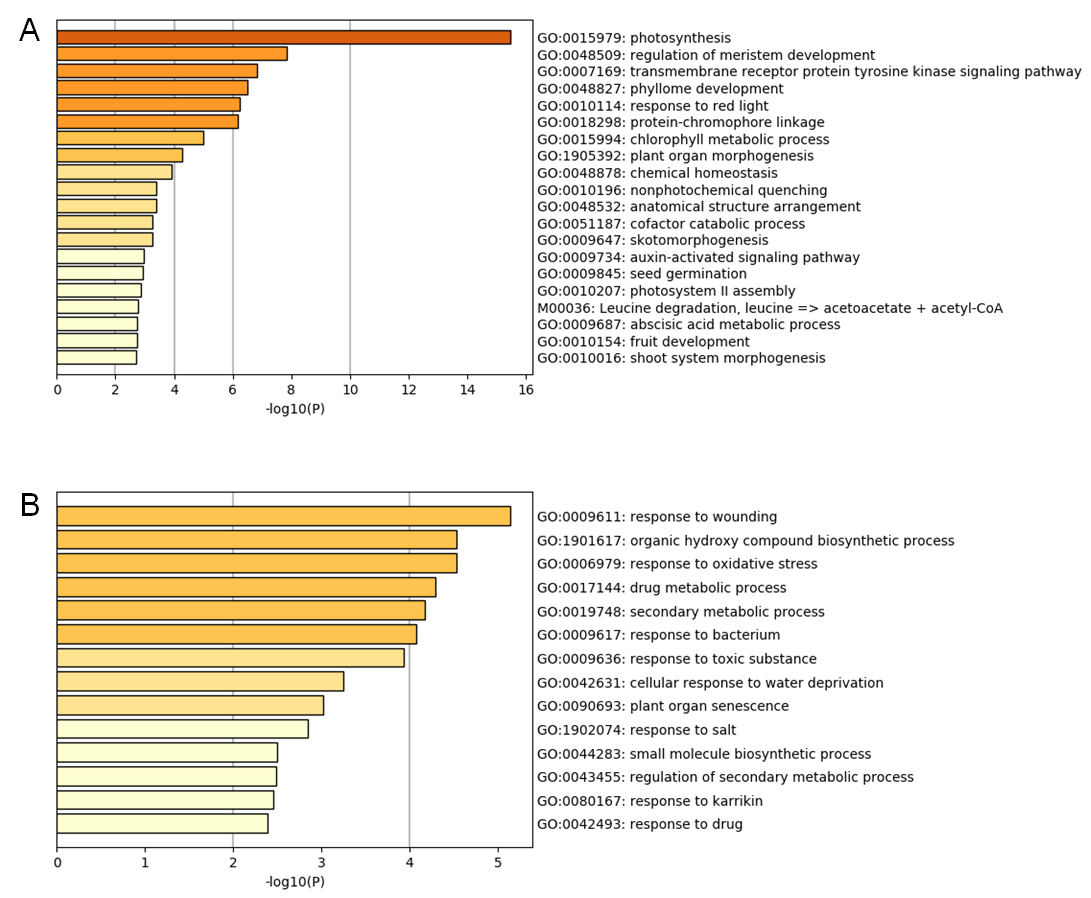 A
GO:0015979: photosynthesis
GO:0048509: regulation of meristem development
GO:0007169: transmembrane receptor protein tyrosine kinase signaling pathway
GO:0048827: phyllome development
GO:0010114: response to red light
GO:0018298: protein-chromophore linkage
GO:0015994: chlorophyll metabolic process
GO:1905392: plant organ morphogenesis
GO:0048878: chemical homeostasis
GO:0010196: nonphotochemical quenching
GO:0048532: anatomical structure arrangement
GO:0051187: cofactor catabolic process
GO:0009647: skotomorphogenesis
GO:0009734: auxin-activated signaling pathway
GO:0009845: seed germination
GO:0010207: photosystem II assembly
M00036: Leucine degradation, leucine => acetoacetate + acetyl-CoA
GO:0009687: abscisic acid metabolic process
GO:0010154: fruit development
GO:0010016: shoot system morphogenesis
0 2 4 6 8 10 12 14 16
-log10(P)
B
GO:0009611: response to wounding
GO:1901617: organic hydroxy compound biosynthetic process
GO:0006979: response to oxidative stress
GO:0017144: drug metabolic process
GO:0019748: secondary metabolic process
GO:0009617: response to bacterium
GO:0009636: response to toxic substance
GO:0042631: cellular response to water deprivation
GO:0090693: plant organ senescence
GO:1902074: response to salt
GO:0044283: small molecule biosynthetic process
GO:0043455: regulation of secondary metabolic process
GO:0080167: response to karrikin
GO:0042493: response to drug
0 1 2 3 4 5
-log10(P)